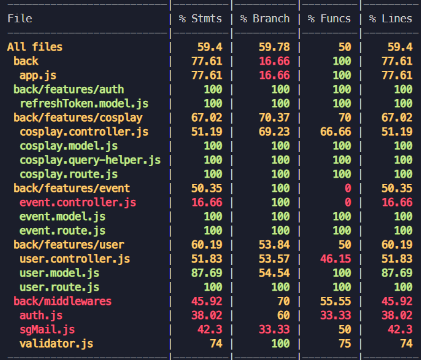 File | % Stmts | % Branch | % Funcs | % Lines
All files | 59.4 | 59.78 | 50 | 59.4
back | 77.61 | 16.66 | 100 | 77.61
app.js | 77.61 | 16.66 | 100 | 77.61
back/features/auth | 100 | 100 | 100 | 100
refreshToken.model.js | 100 | 100 | 100 | 100
back/features/cosplay | 67.02 | 70.37 | 70 | 67.02
cosplay.controller.js | 51.19 | 69.23 | 66.66 | 51.19
cosplay.model.js | 100 | 100 | 100 | 100
cosplay.query-helper.js | 100 | 100 | 100 | 100
cosplay.route.js | 100 | 100 | 100 | 100
back/features/event | 50.35 | 100 | 0 | 50.35
event.controller.js | 16.66 | 100 | 0 | 16.66
event.model.js | 100 | 100 | 100 | 100
event.route.js | 100 | 100 | 100 | 100
back/features/user | 60.19 | 53.84 | 50 | 60.19
user.controller.js | 51.83 | 53.57 | 46.15 | 51.83
user.model.js | 87.69 | 54.54 | 100 | 87.69
user.route.js | 100 | 100 | 100 | 100
back/middlewares | 45.92 | 70 | 55.55 | 45.92
auth.js | 38.02 | 60 | 33.33 | 38.02
sgMail.js | 42.3 | 33.33 | 50 | 42.3
validator.js | 74 | 100 | 75 | 74